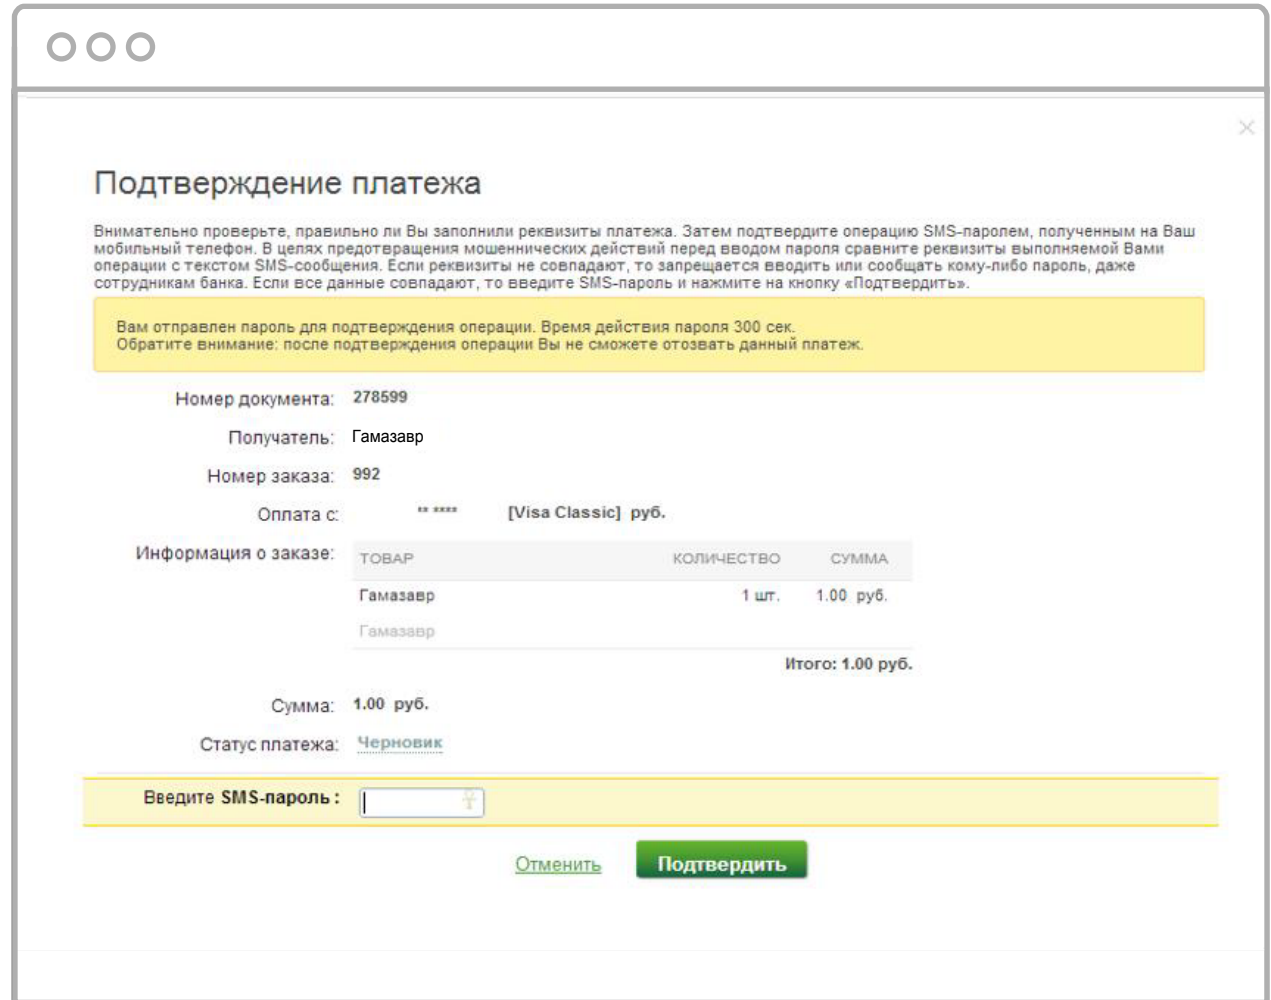 Подтверждение платежа
Внимательно проверьте, правильно ли Вы заполнили реквизиты платежа. Затем подтвердите операцию SMS-паролем, полученным на Ваш
мобильный телефон. В целях предотвращения мошеннических действий перед вводом пароля сравните реквизиты выполняемой Вами
операции с текстом SMS-сообщения. Если реквизиты не совпадают, то запрещается вводить или сообщать кому-либо пароль, даже
сотрудникам банка. Если все данные совпадают, то введите SMS-пароль и нажмите на кнопку «Подтвердить».
Вам отправлен пароль для подтверждения операции. Время действия пароля 300 сек.
Обратите внимание: после подтверждения операции Вы не сможете отозвать данный платеж.
Номер документа: 278599
Получатель: Гамазавр
Номер заказа: 992
Оплата с: ** **** [Visa Classic] руб.
Информация о заказе: ТОВАР КОЛИЧЕСТВО СУММА
Гамазавр 1 шт. 1.00 руб.
Гамазавр
Итого: 1.00 руб.
Сумма: 1.00 руб.
Статус платежа: Черновик
Введите SMS-пароль :
Отменить Подтвердить